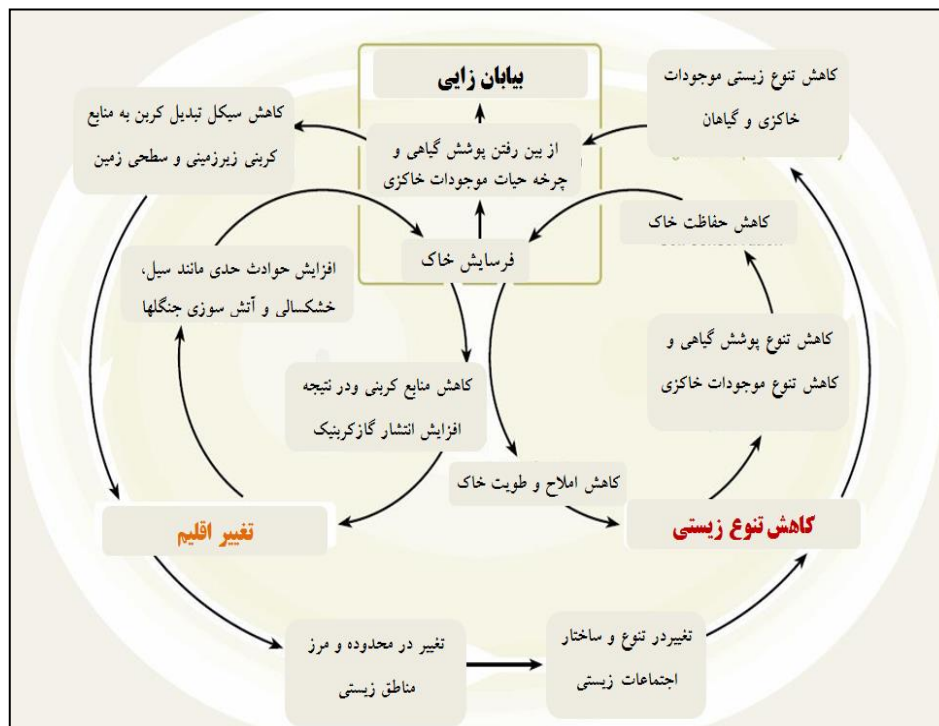 بیابان زایی
کاهش تنوع زیستی موجودات
خاکزی و گیاهان
کاهش سیکل تبدیل کربن به منابع
کربنی زیرزمینی و سطحی زمین
از بین رفتن پوشش گیاهی و
چرخه حیات موجودات خاکزی
کاهش حفاظت خاک
فرسایش خاک
افزایش حوادث حدی مانند سیل،
خشکسالی و آتش سوزی جنگلها
کاهش تنوع پوشش گیاهی و
کاهش تنوع موجودات خاکزی
کاهش منابع کربنی ودر نتیجه
افزایش انتشار گازکربنیک
کاهش املاح و طوبت خاک
تغییر اقلیم
کاهش تنوع زیستی
تغییر در محدوده و مرز
مناطق زیستی
تغییردر تنوع و ساختار
اجتماعات زیستی